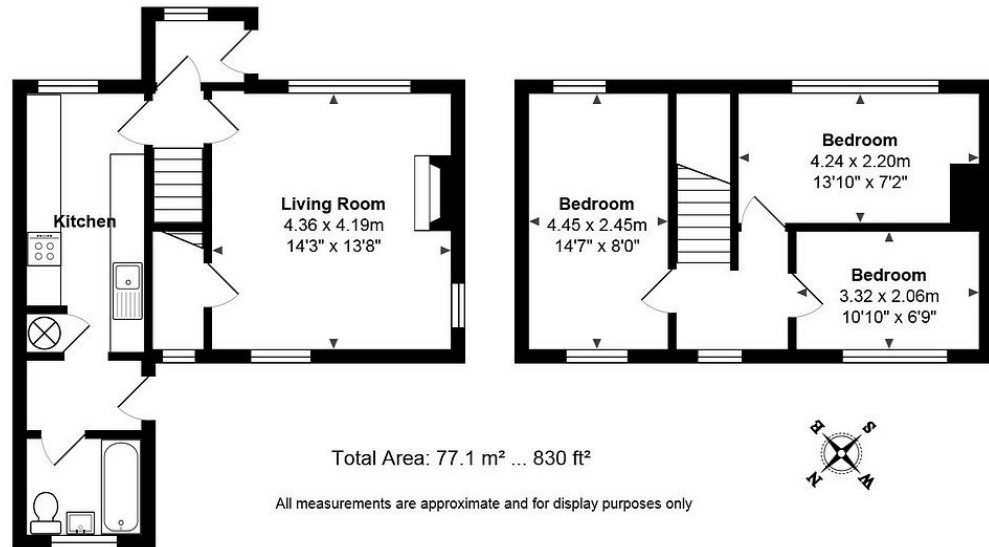 Kitchen
Living Room
4.36 x 4.19m
14'3" x 13'8"
Bedroom
4.45 x 2.45m
14'7" x 8'0"
Bedroom
4.24 x 2.20m
13'10" x 7'2"
Bedroom
3.32 x 2.06m
10'10" x 6'9"
Total Area: 77.1 m² ... 830 ft²
All measurements are approximate and for display purposes only
E
S
N
W